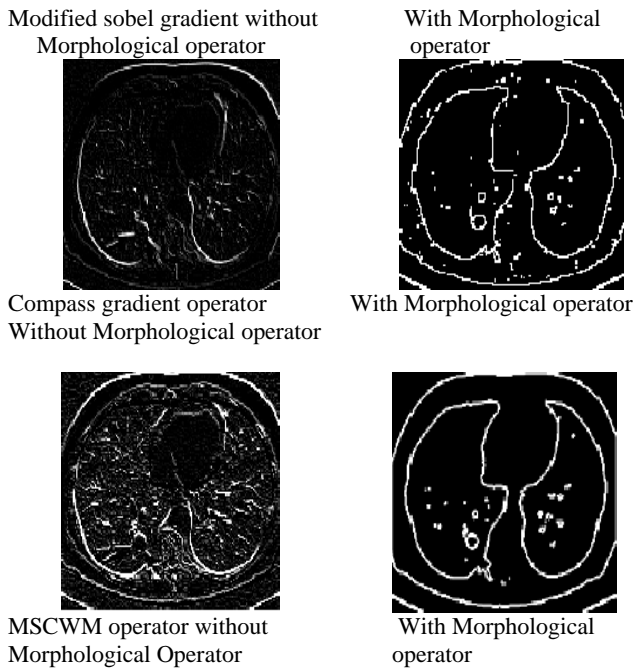 Modified sobel gradient without
Morphological operator
With Morphological
operator
Compass gradient operator
Without Morphological operator
With Morphological operator
MSCWM operator without
Morphological Operator
With Morphological
operator